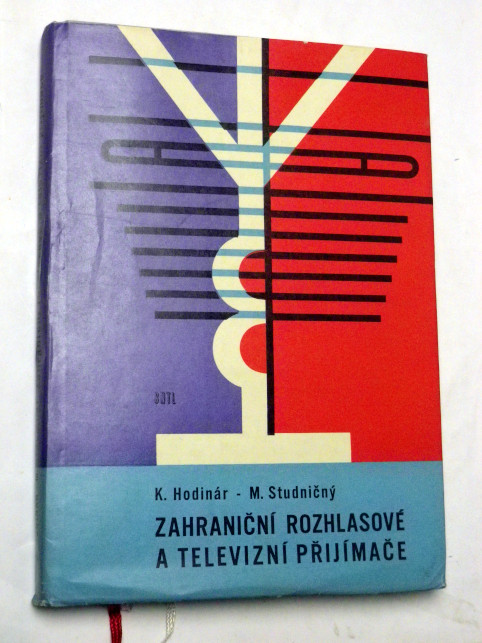 SNTL
K. Hodinár - M. Studničný
ZAHRANIČNÍ ROZHLASOVÉ
A TELEVIZNÍ PŘIJÍMAČE